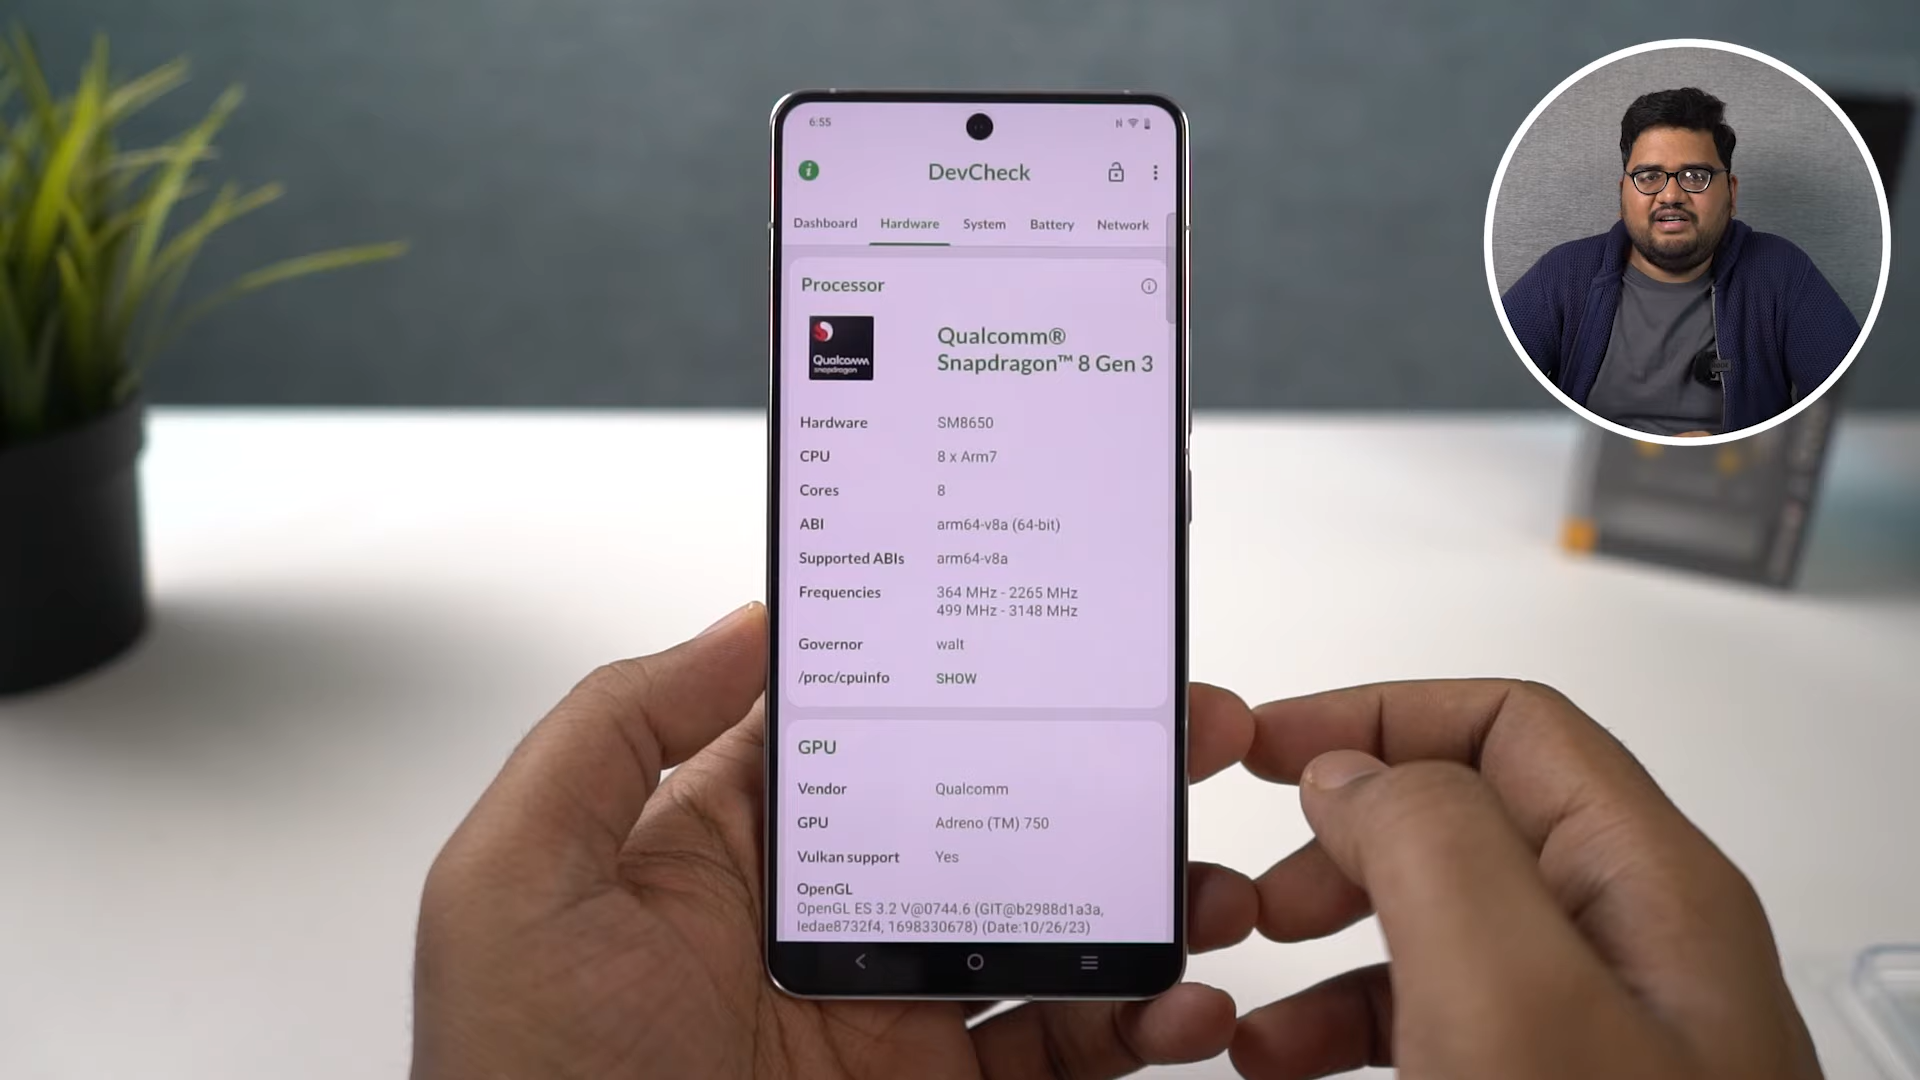 6:55
DevCheck
Dashboard Hardware System Battery Network
Processor
Qualcomm
snapdragon
Qualcomm®
Snapdragon™ 8 Gen 3
Hardware SM8650
CPU 8 x Arm7
Cores 8
ABI arm64-v8a (64-bit)
Supported ABIs arm64-v8a
Frequencies 364 MHz - 2265 MHz
499 MHz - 3148 MHz
Governor walt
/proc/cpuinfo SHOW
GPU
Vendor Qualcomm
GPU Adreno (TM) 750
Vulkan support Yes
OpenGL
OpenGL ES 3.2 V@0744.6 (GIT@b2988d1a3a,
ledae8732f4, 1698330678) (Date:10/26/23)